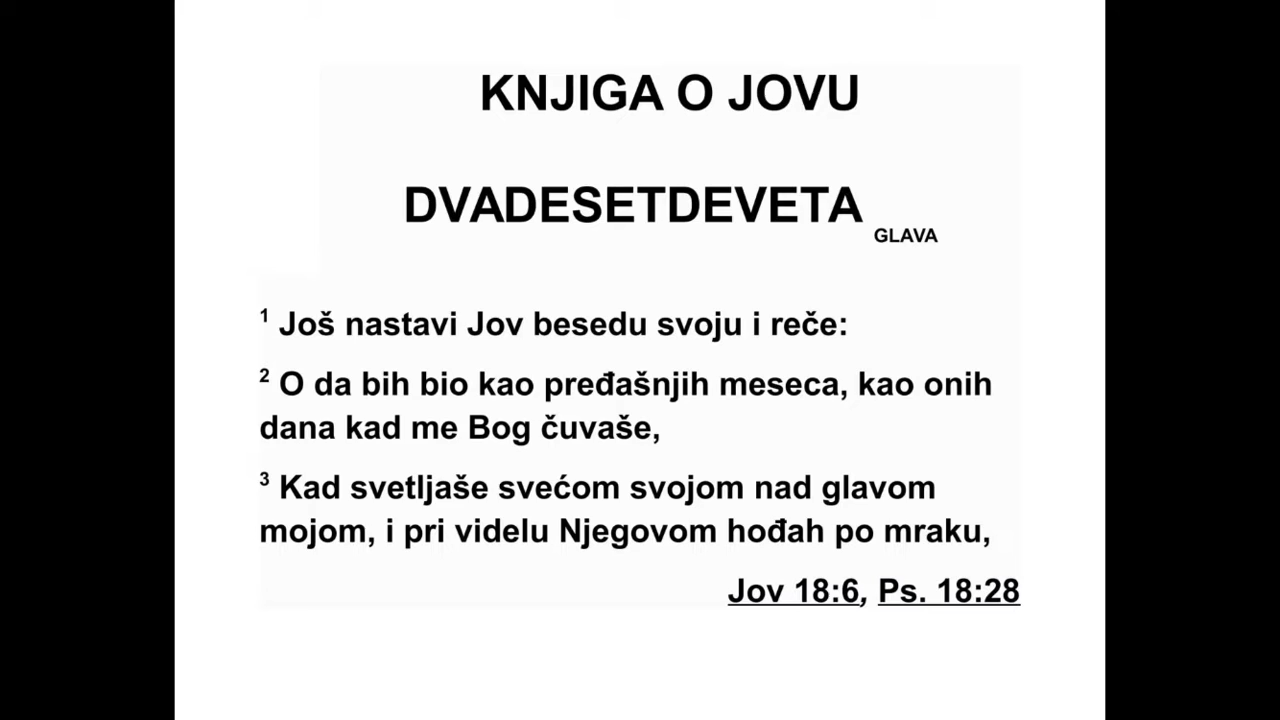 KNJIGA O JOVU
DVADESETDEVETA GLAVA
1 Još nastavi Jov besedu svoju i reče:
2 O da bih bio kao pređašnjih meseca, kao onih
dana kad me Bog čuvaše,
3 Kad svetljaše svećom svojom nad glavom
mojom, i pri videlu Njegovom hođah po mraku,
Jov 18:6, Ps. 18:28